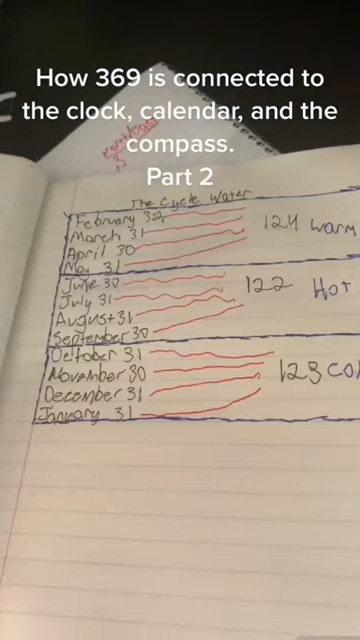 How 369 is connected to
the clock, calendar, and the
compass.
Part 2
The Cycle Water
February 32
March 31
April 30
May 31
124 Warm
June 30
July 31
August 31
September 30
122 Hot
Oectober 31
November 30
December 31
January 31
123